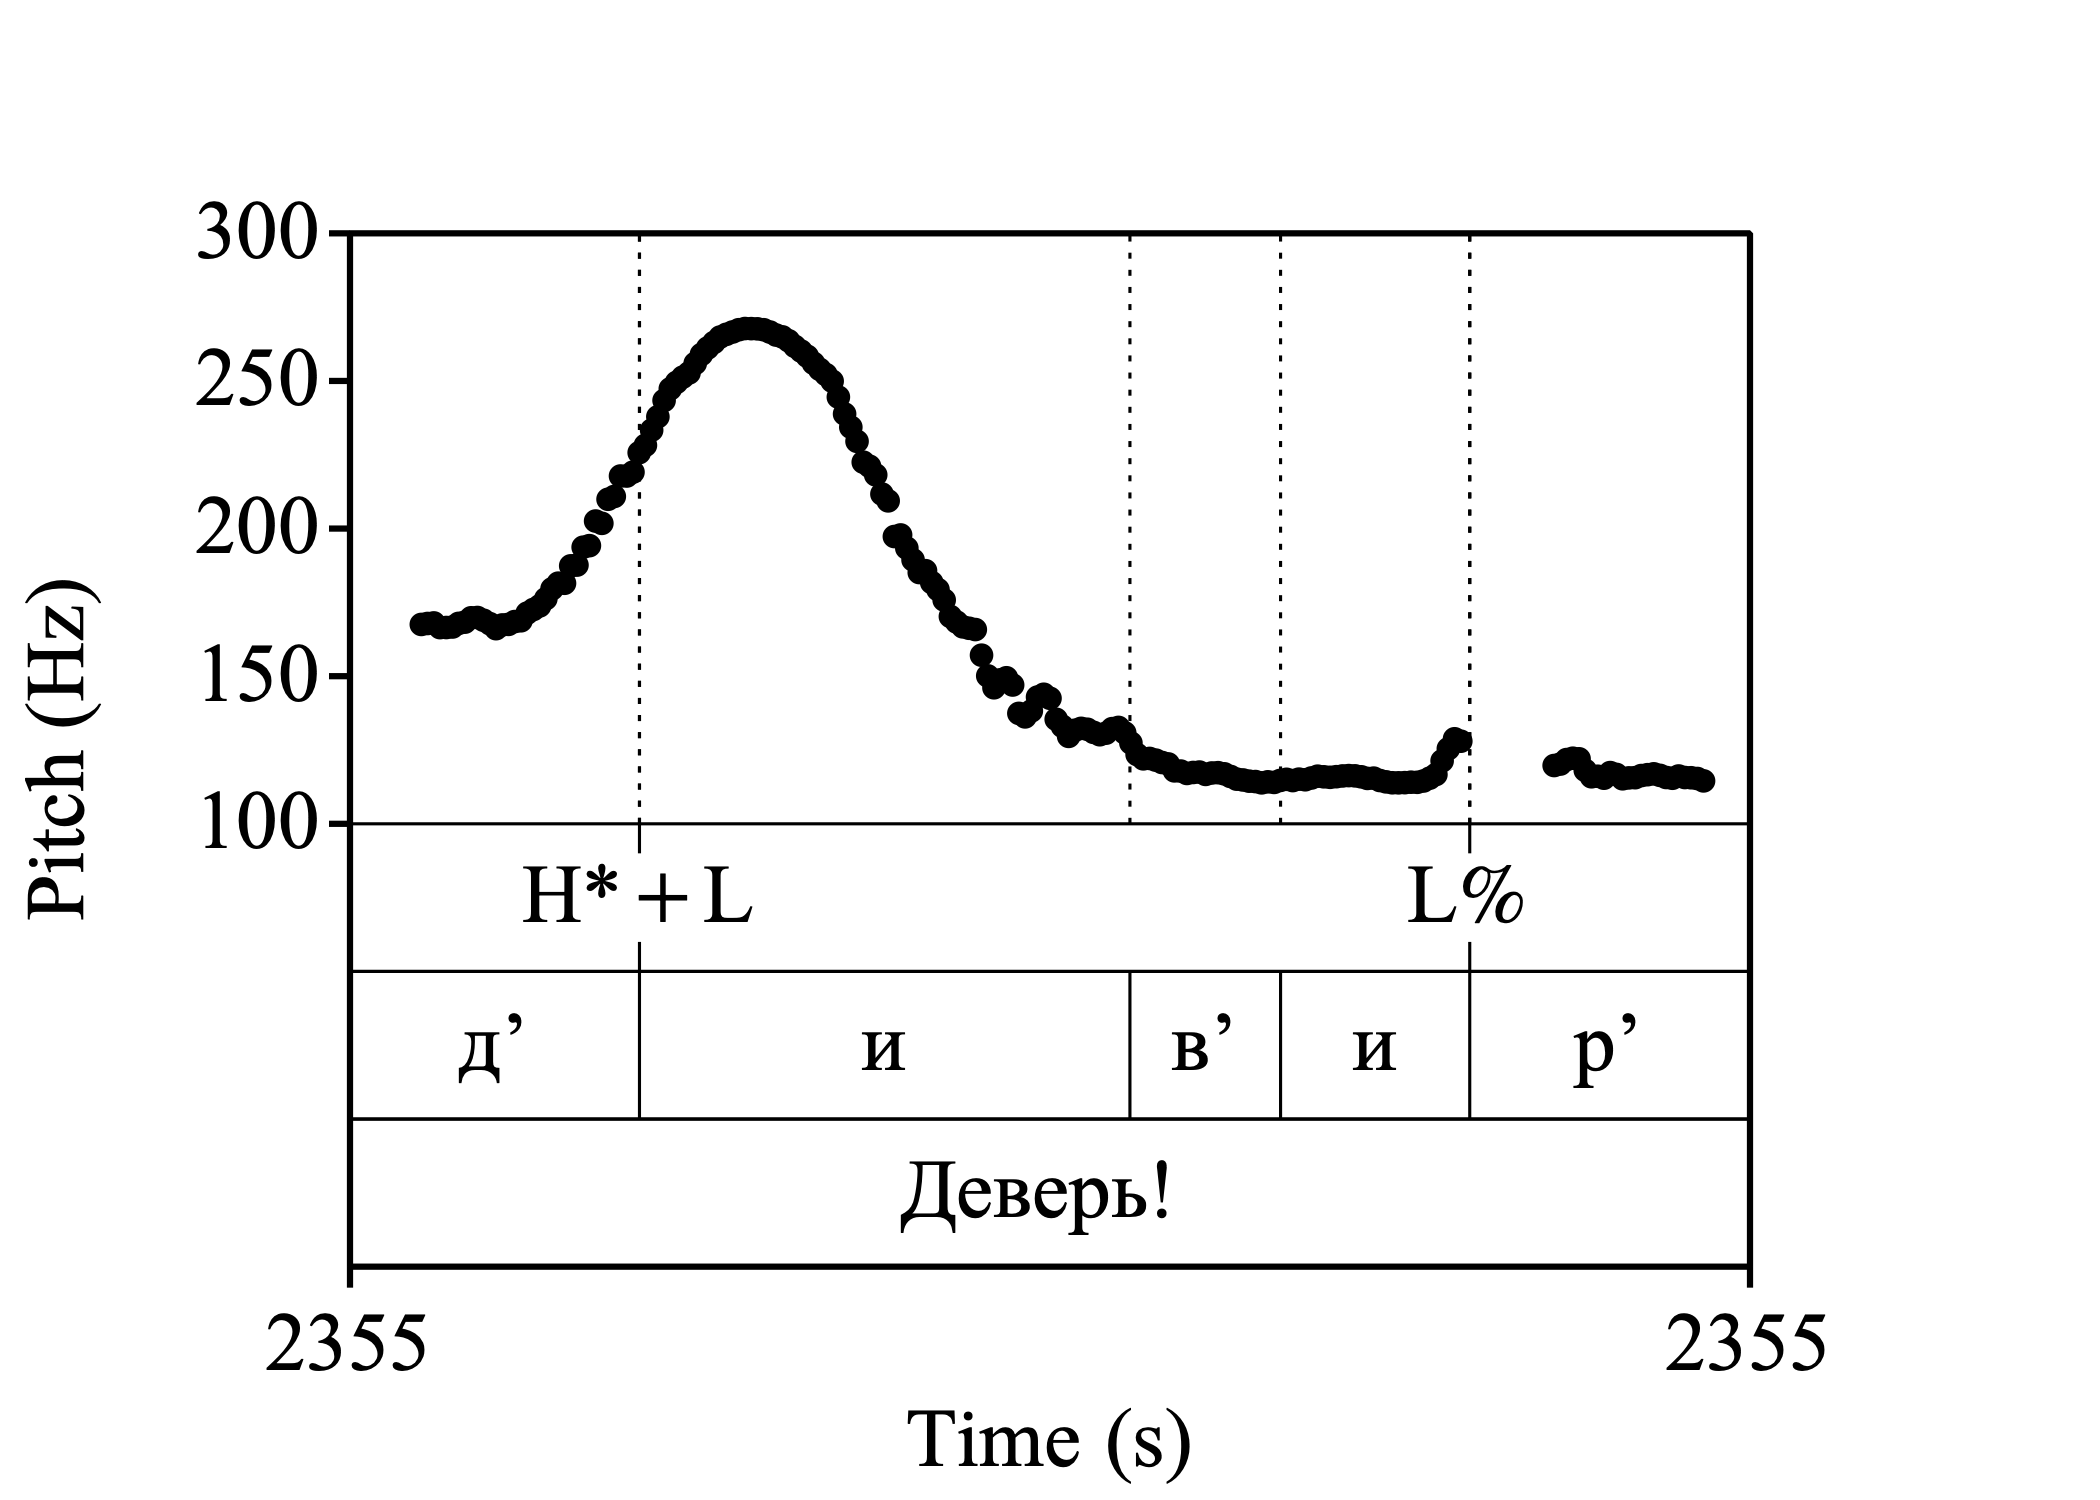 300
250
200
150
100
Pitch (Hz)
H* + L L%
д’ и в’ и р’
Деверь!
2355 2355
Time (s)